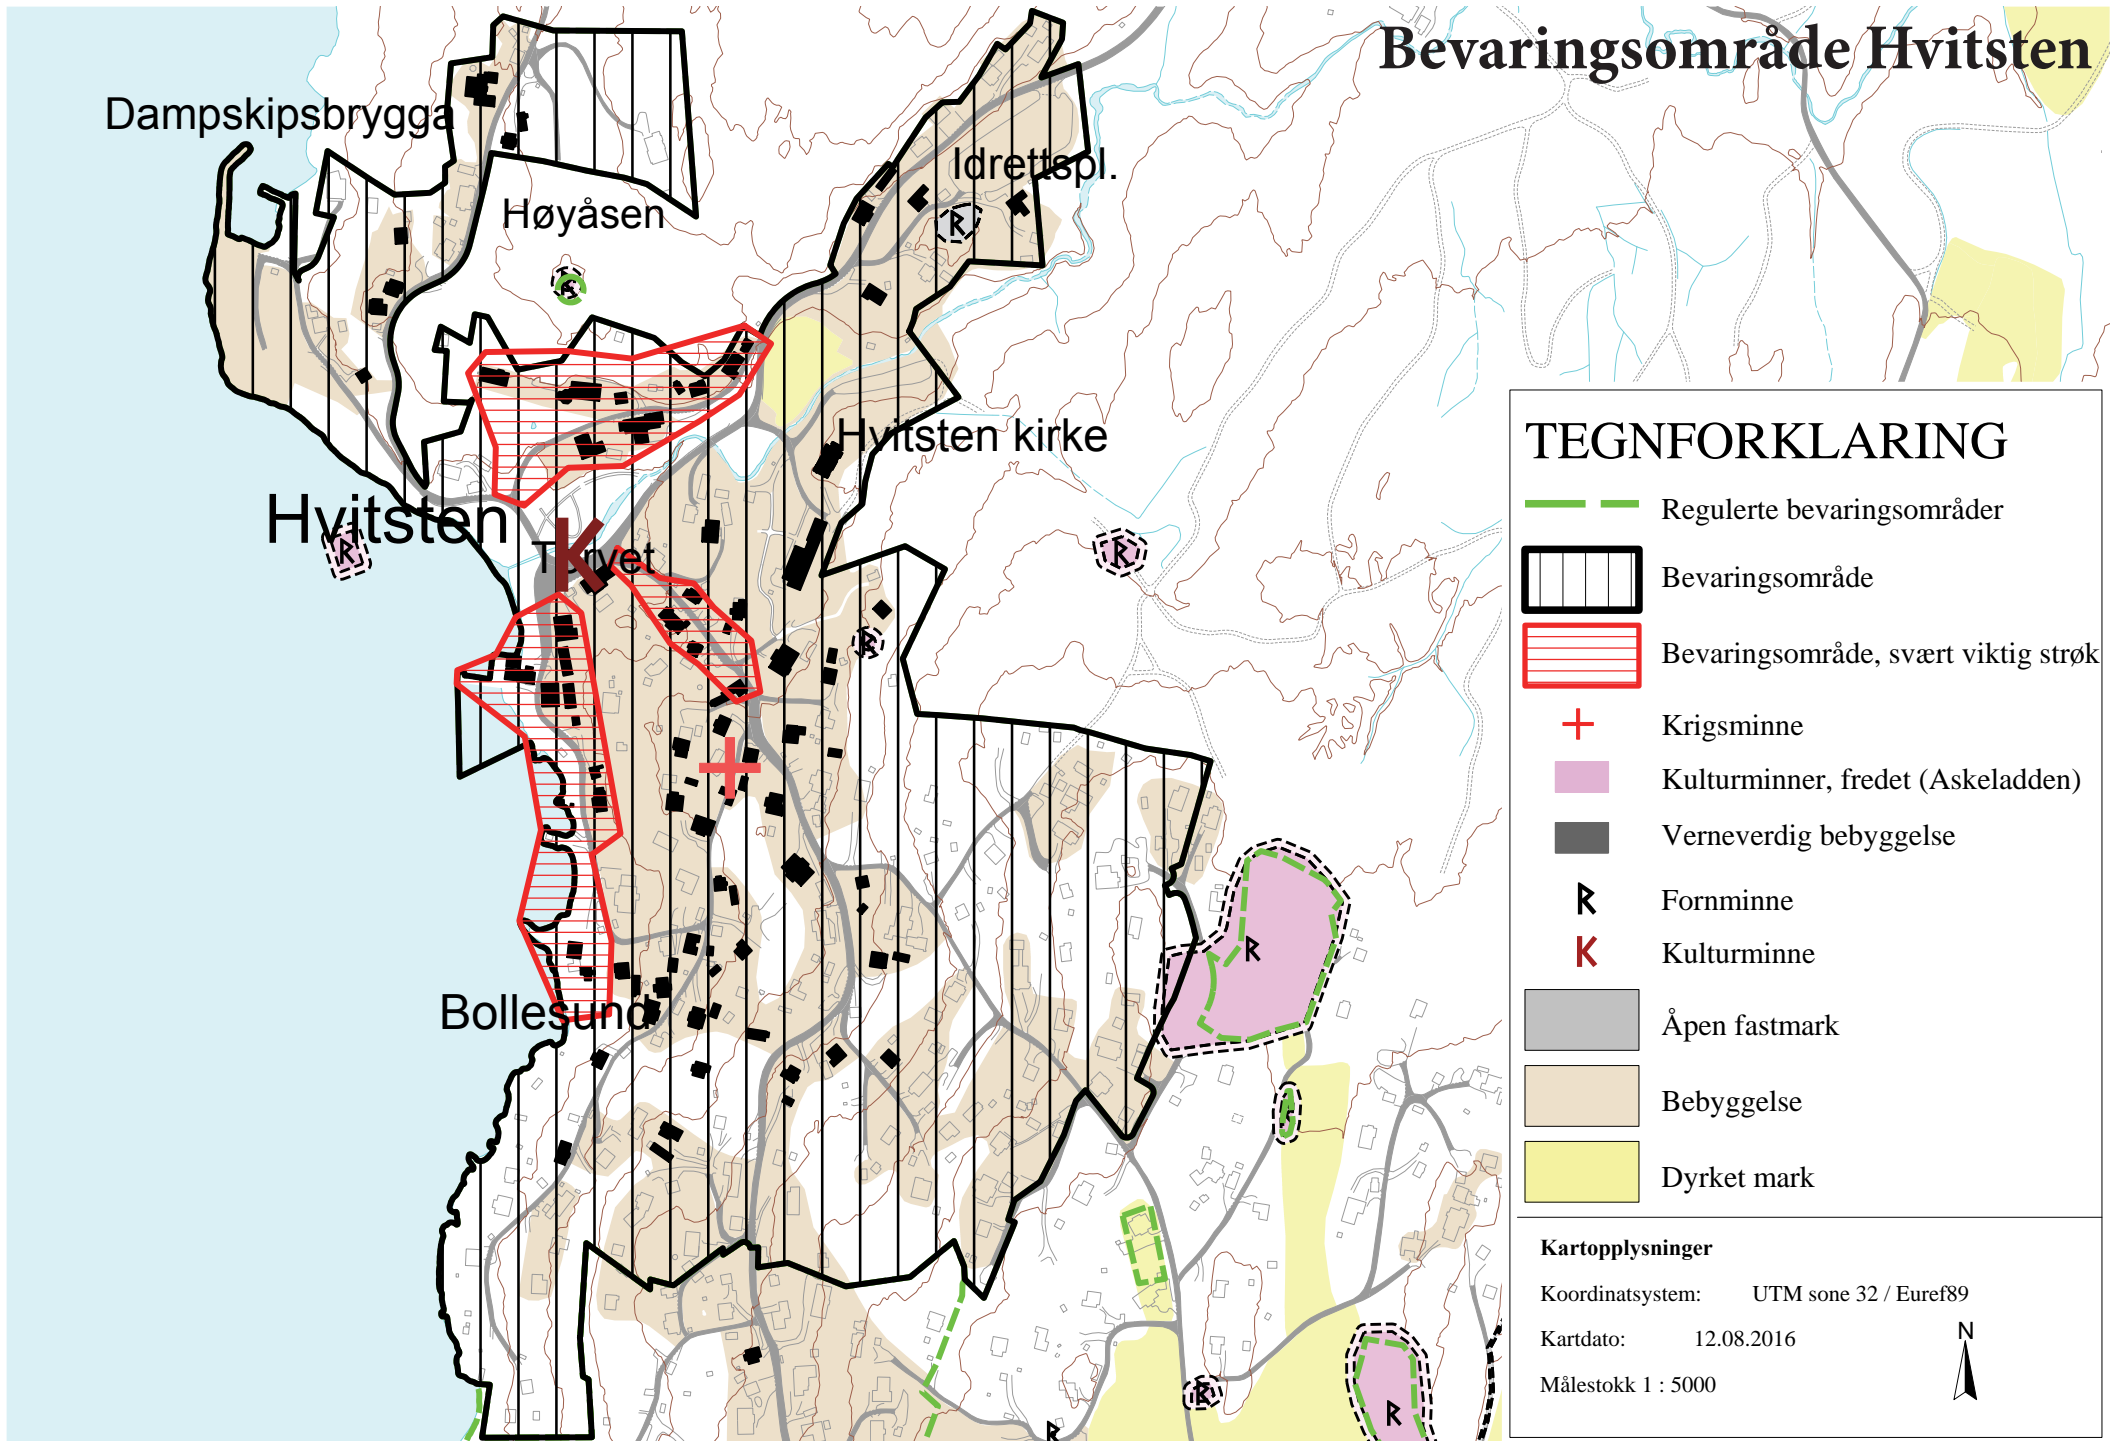 Bevaringsområde Hvitsten
Dampskipsbrygga
Idrettspl.
Høyåsen
Hvitsten kirke
Hvitsten
Torvet
Bollesund
TEGNFORKLARING
Regulerte bevaringsområder
Bevaringsområde
Bevaringsområde, svært viktig strøk
Krigsminne
Kulturminner, fredet (Askeladden)
Verneverdig bebyggelse
Fornminne
Kulturminne
Åpen fastmark
Bebyggelse
Dyrket mark
Kartopplysninger
Koordinatsystem: UTM sone 32 / Euref89
Kartdato: 12.08.2016
Målestokk 1 : 5000
N